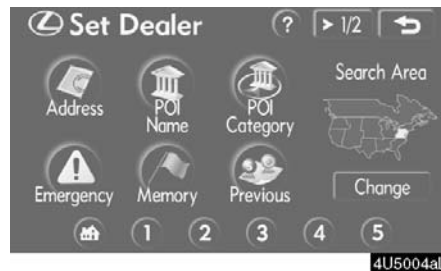 Set Dealer ? > 1/2
Search Area
Address POI Name POI Category
Emergency Memory Previous
Change
1 2 3 4 5
4U5004al